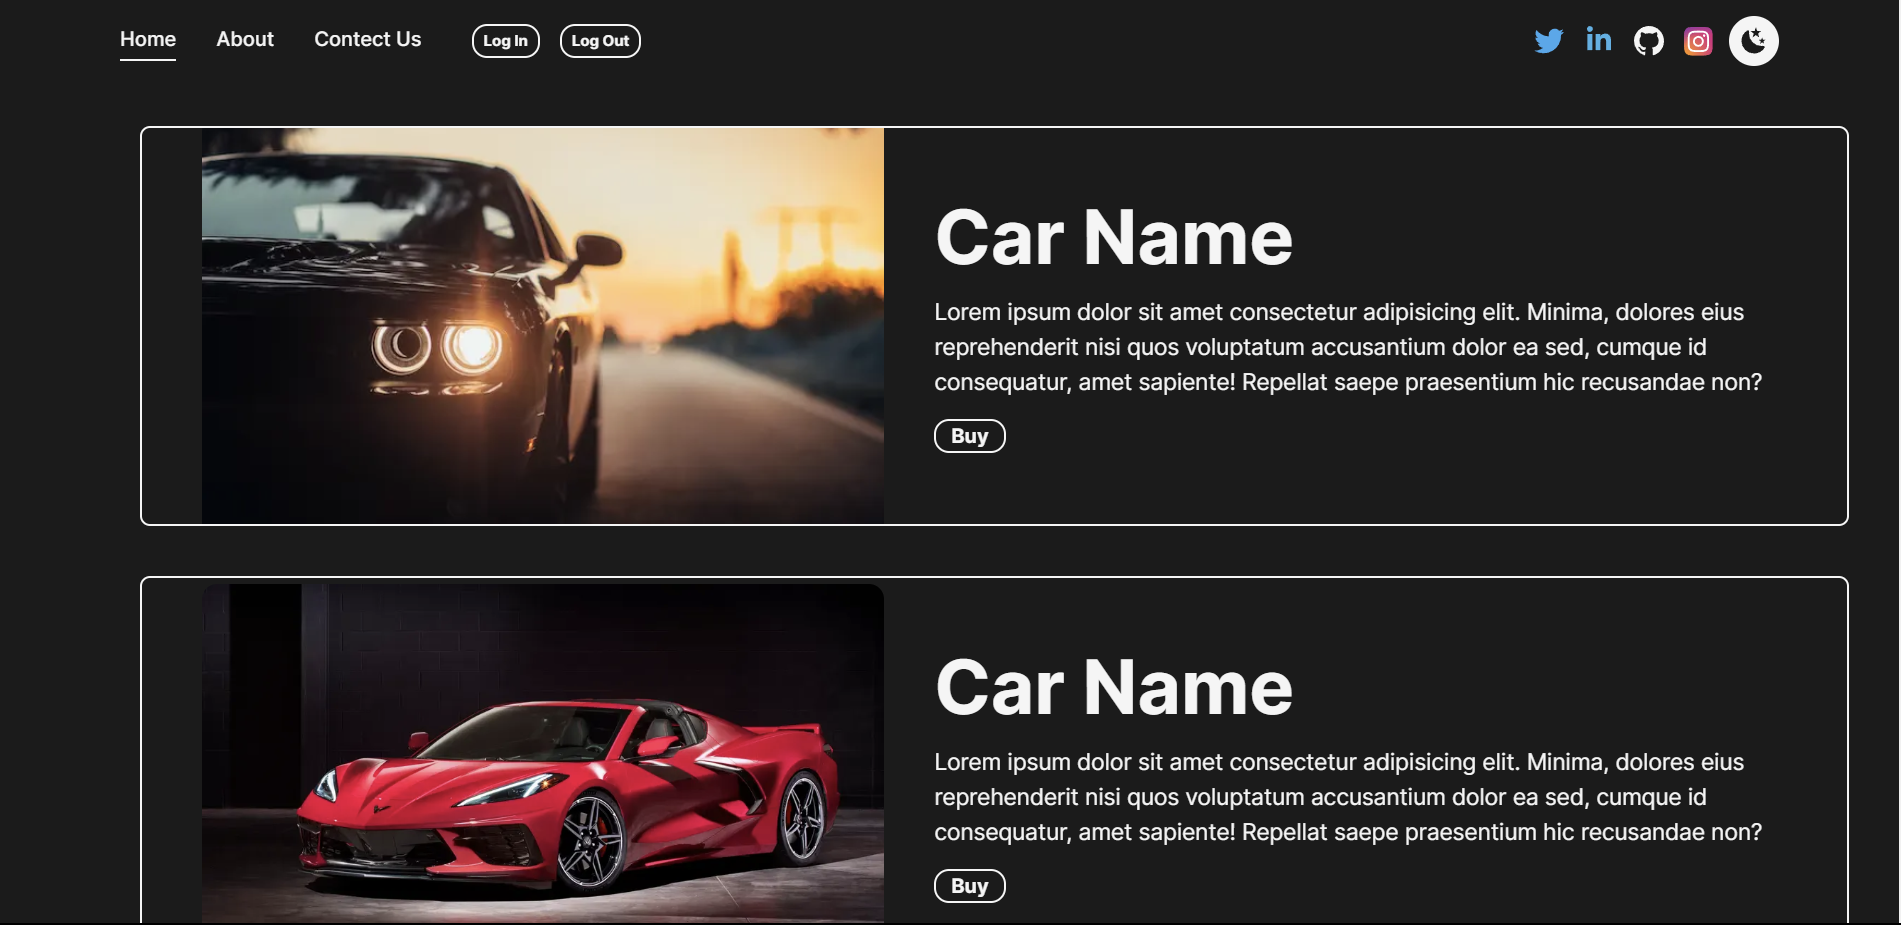 Home About Contect Us Log In Log Out
Car Name
Lorem ipsum dolor sit amet consectetur adipisicing elit. Minima, dolores eius
reprehenderit nisi quos voluptatum accusantium dolor ea sed, cumque id
consequatur, amet sapiente! Repellat saepe praesentium hic recusandae non?
Buy
Car Name
Lorem ipsum dolor sit amet consectetur adipisicing elit. Minima, dolores eius
reprehenderit nisi quos voluptatum accusantium dolor ea sed, cumque id
consequatur, amet sapiente! Repellat saepe praesentium hic recusandae non?
Buy